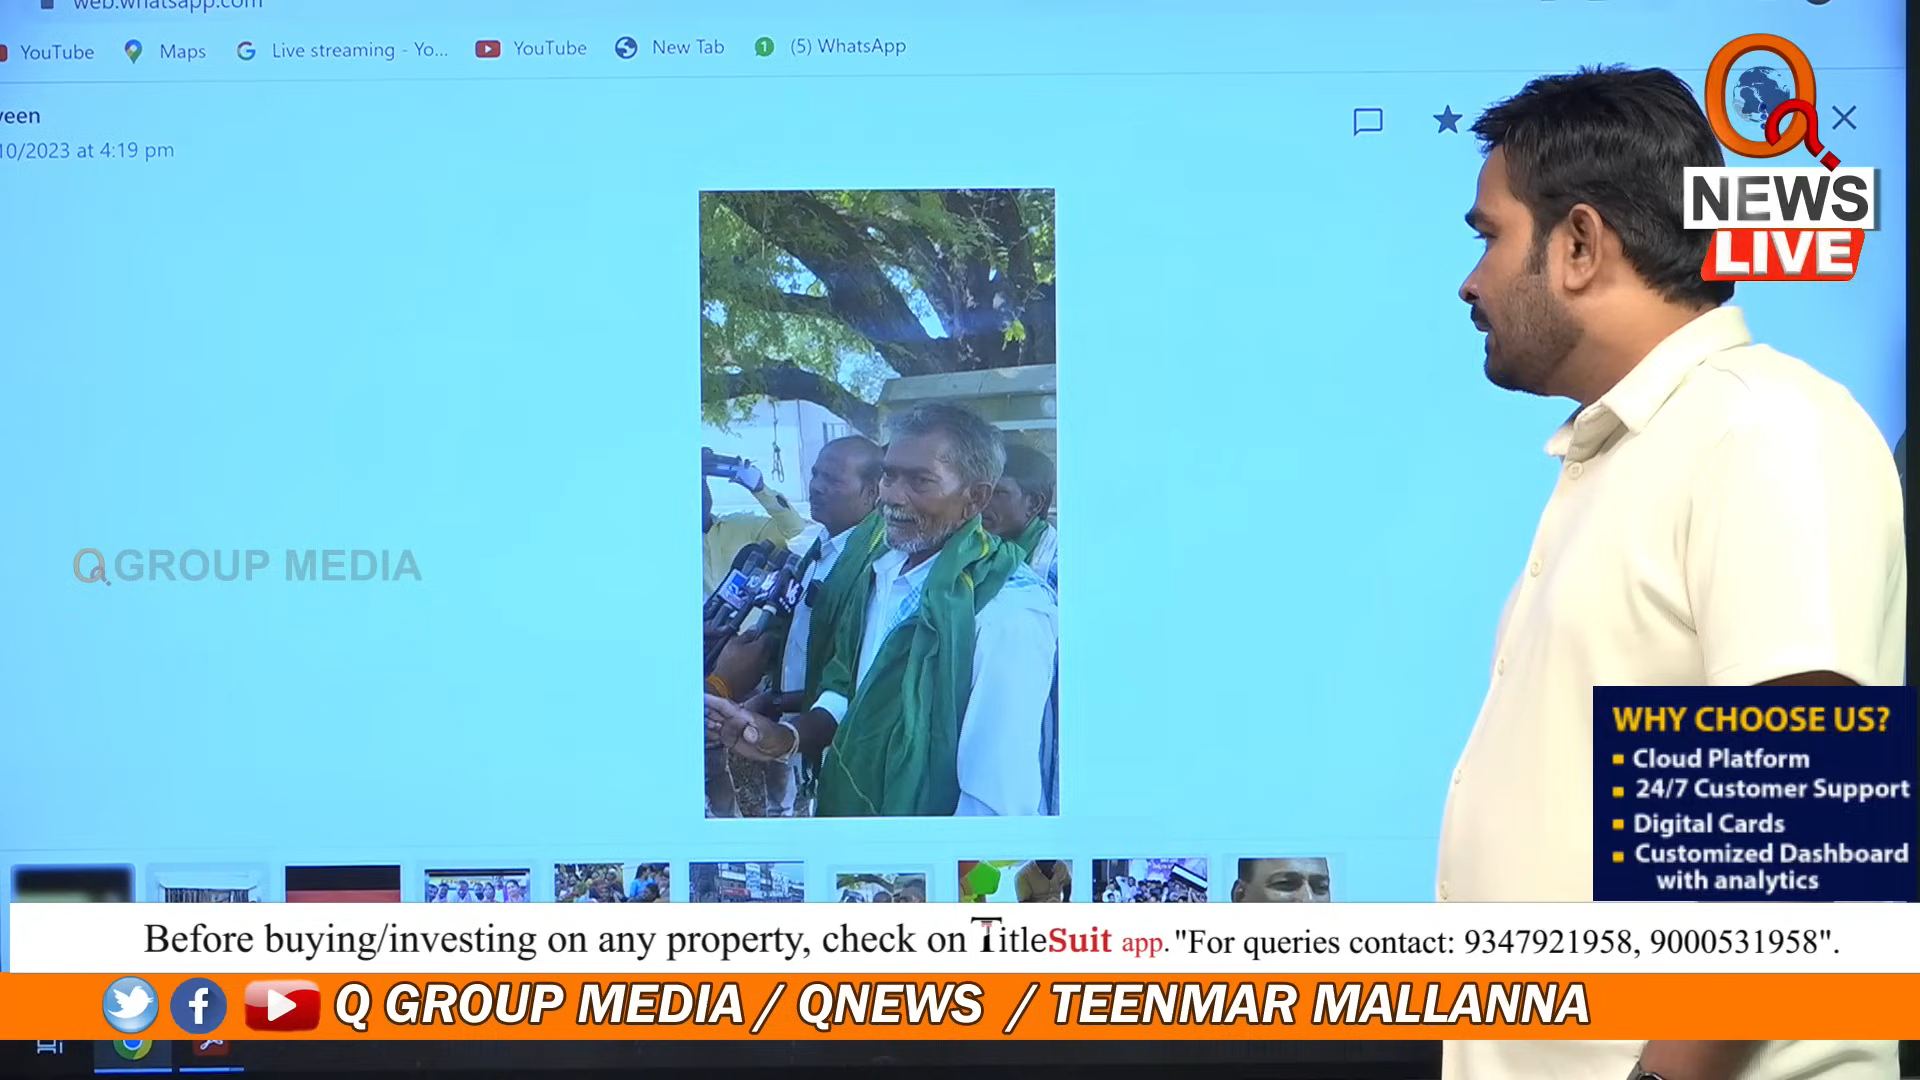 web.whatsapp.com
YouTube
Maps
Live streaming - Yo...
YouTube
New Tab
(5) WhatsApp
veen
10/2023 at 4:19 pm
Q NEWS
LIVE
Q GROUP MEDIA
V6
WHY CHOOSE US?
Cloud Platform
24/7 Customer Support
Digital Cards
Customized Dashboard
with analytics
Before buying/investing on any property, check on TitleSuit app. "For queries contact: 9347921958, 9000531958".
Q GROUP MEDIA / QNEWS / TEENMAR MALLANNA